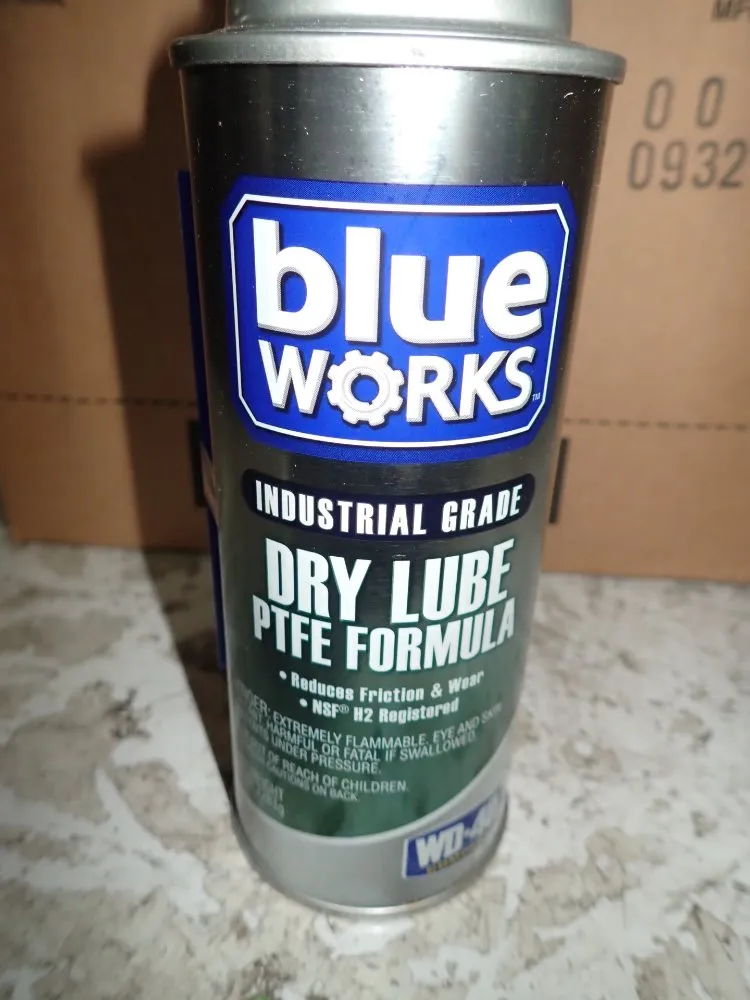 0 0
0932
blue
WORKS™
INDUSTRIAL GRADE
DRY LUBE
PTFE FORMULA
• Reduces Friction & Wear
• NSF® H2 Registered
EXTREMELY FLAMMABLE. EYE AND SKIN
HARMFUL OR FATAL IF SWALLOWED.
UNDER PRESSURE.
OF REACH OF CHILDREN.
ON BACK.
WD-40